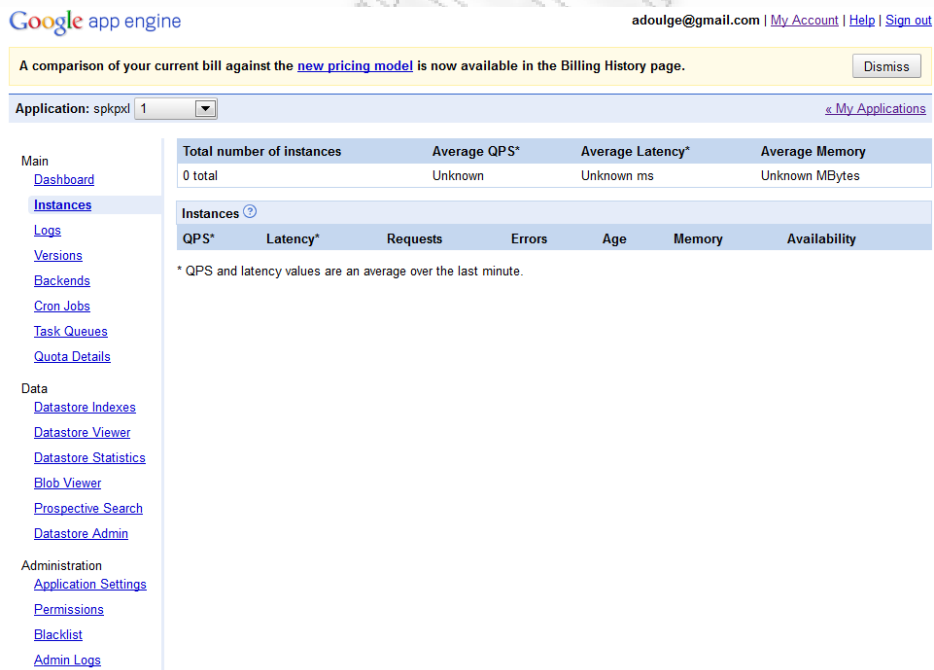 Google app engine
adoulge@gmail.com | My Account | Help | Sign out
A comparison of your current bill against the new pricing model is now available in the Billing History page.
Dismiss
Application: spkpxl 1
« My Applications
Main
Dashboard
Instances
Logs
Versions
Backends
Cron Jobs
Task Queues
Quota Details
Data
Datastore Indexes
Datastore Viewer
Datastore Statistics
Blob Viewer
Prospective Search
Datastore Admin
Administration
Application Settings
Permissions
Blacklist
Admin Logs
Total number of instances Average QPS* Average Latency* Average Memory
0 total Unknown Unknown ms Unknown MBytes
Instances ?
QPS* Latency* Requests Errors Age Memory Availability
* QPS and latency values are an average over the last minute.